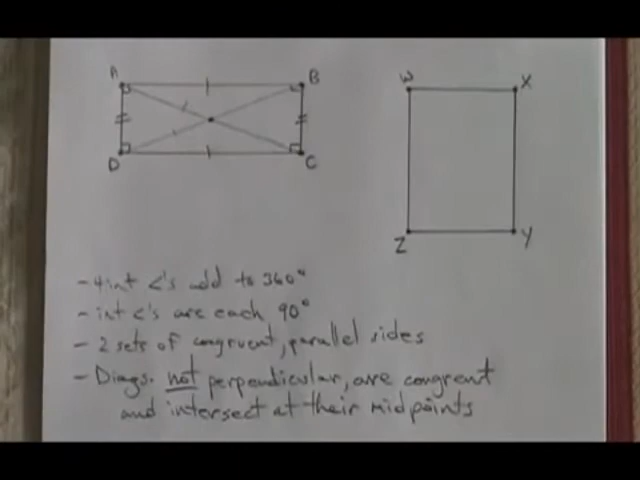 A B
D C
W X
Z Y
- 4 int <'s add to 360°
- int <'s are each 90°
- 2 sets of congruent, parallel sides
- Diags. not perpendicular, are congruent
and intersect at their midpoints